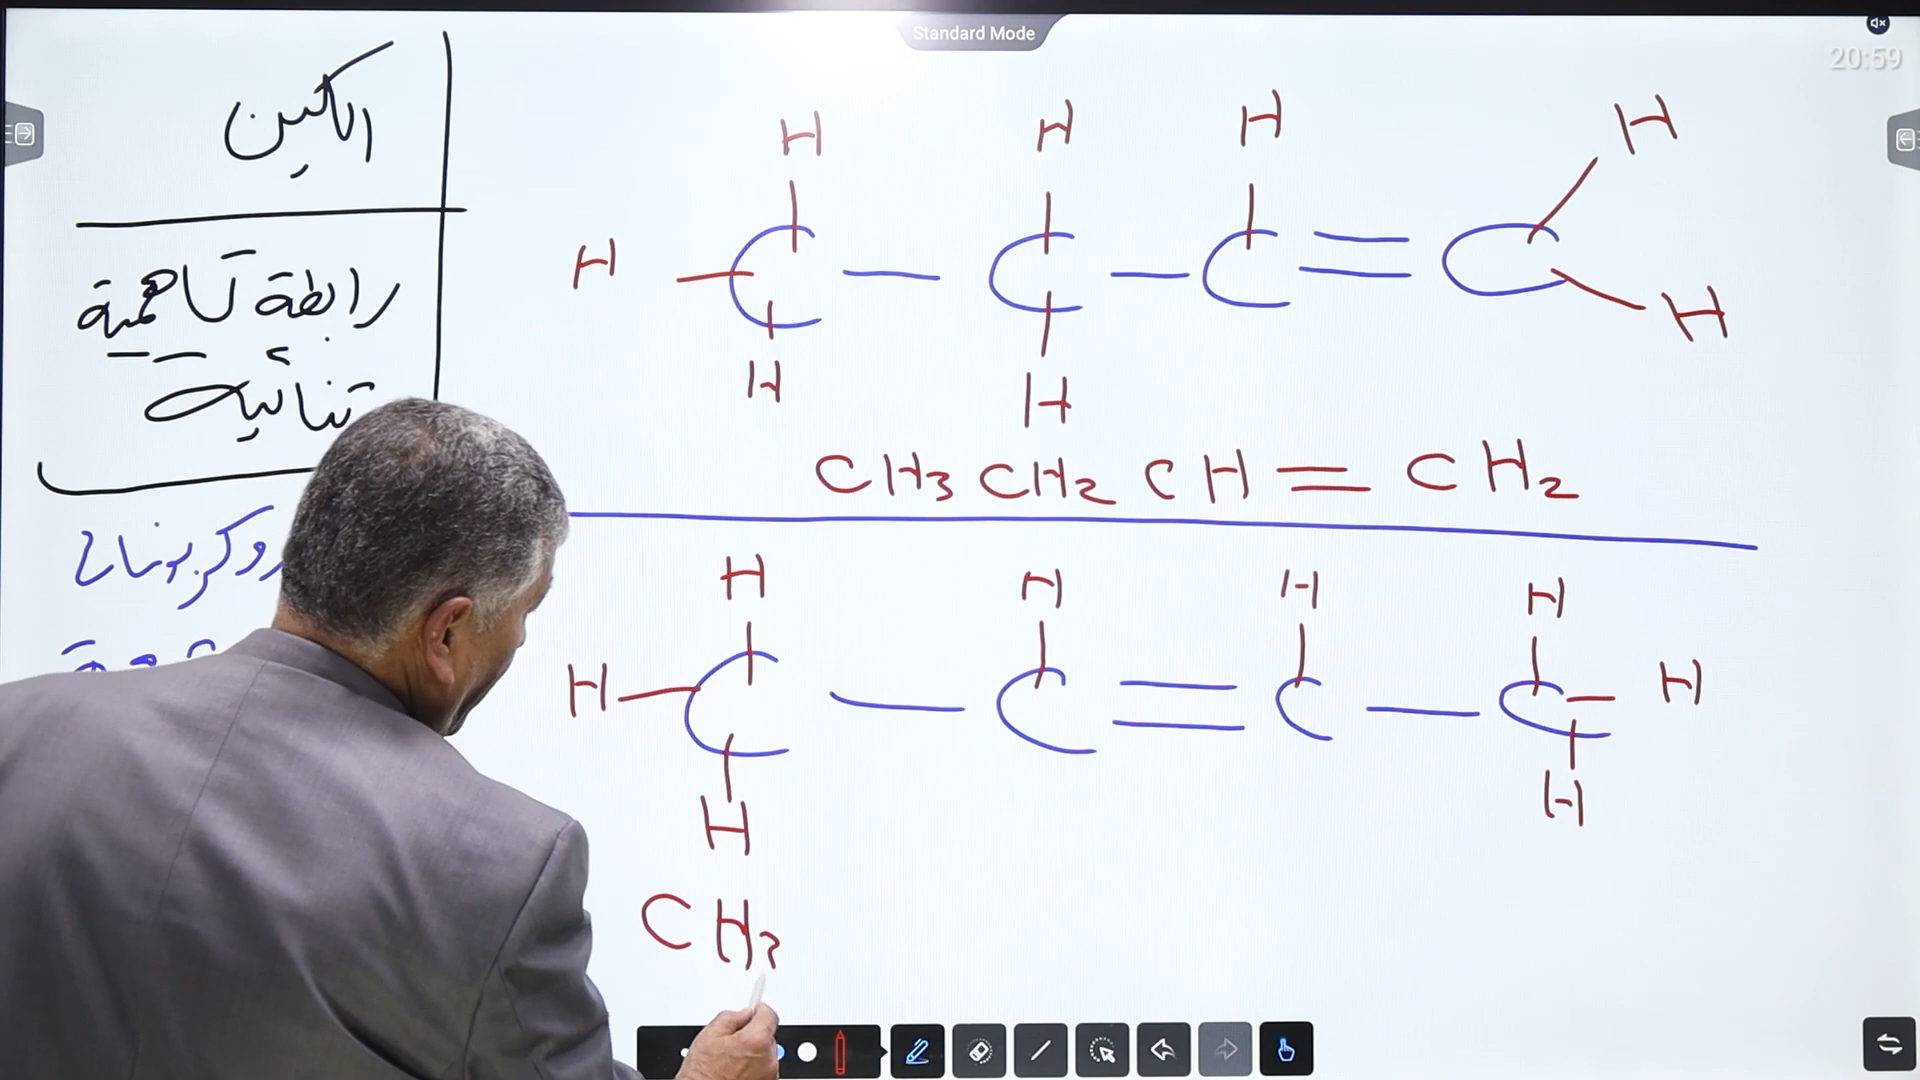 Standard Mode
20:59
الكين
رابطة تساهمية
ثنائية
H H H H
H C — C — C = C
H H H
CH3 CH2 CH = CH2
H H H H
H — C — C = C — C — H
H H
CH3